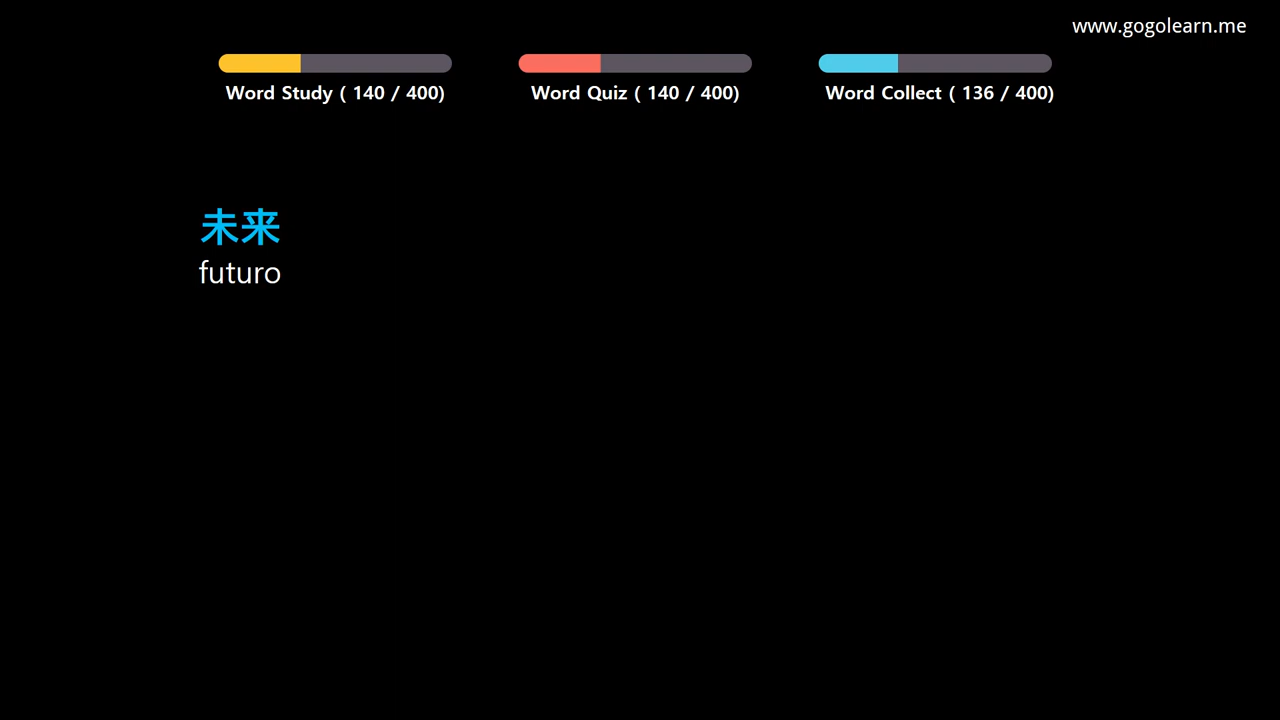 www.gogolearn.me
Word Study ( 140 / 400)
Word Quiz ( 140 / 400)
Word Collect ( 136 / 400)
未来
futuro